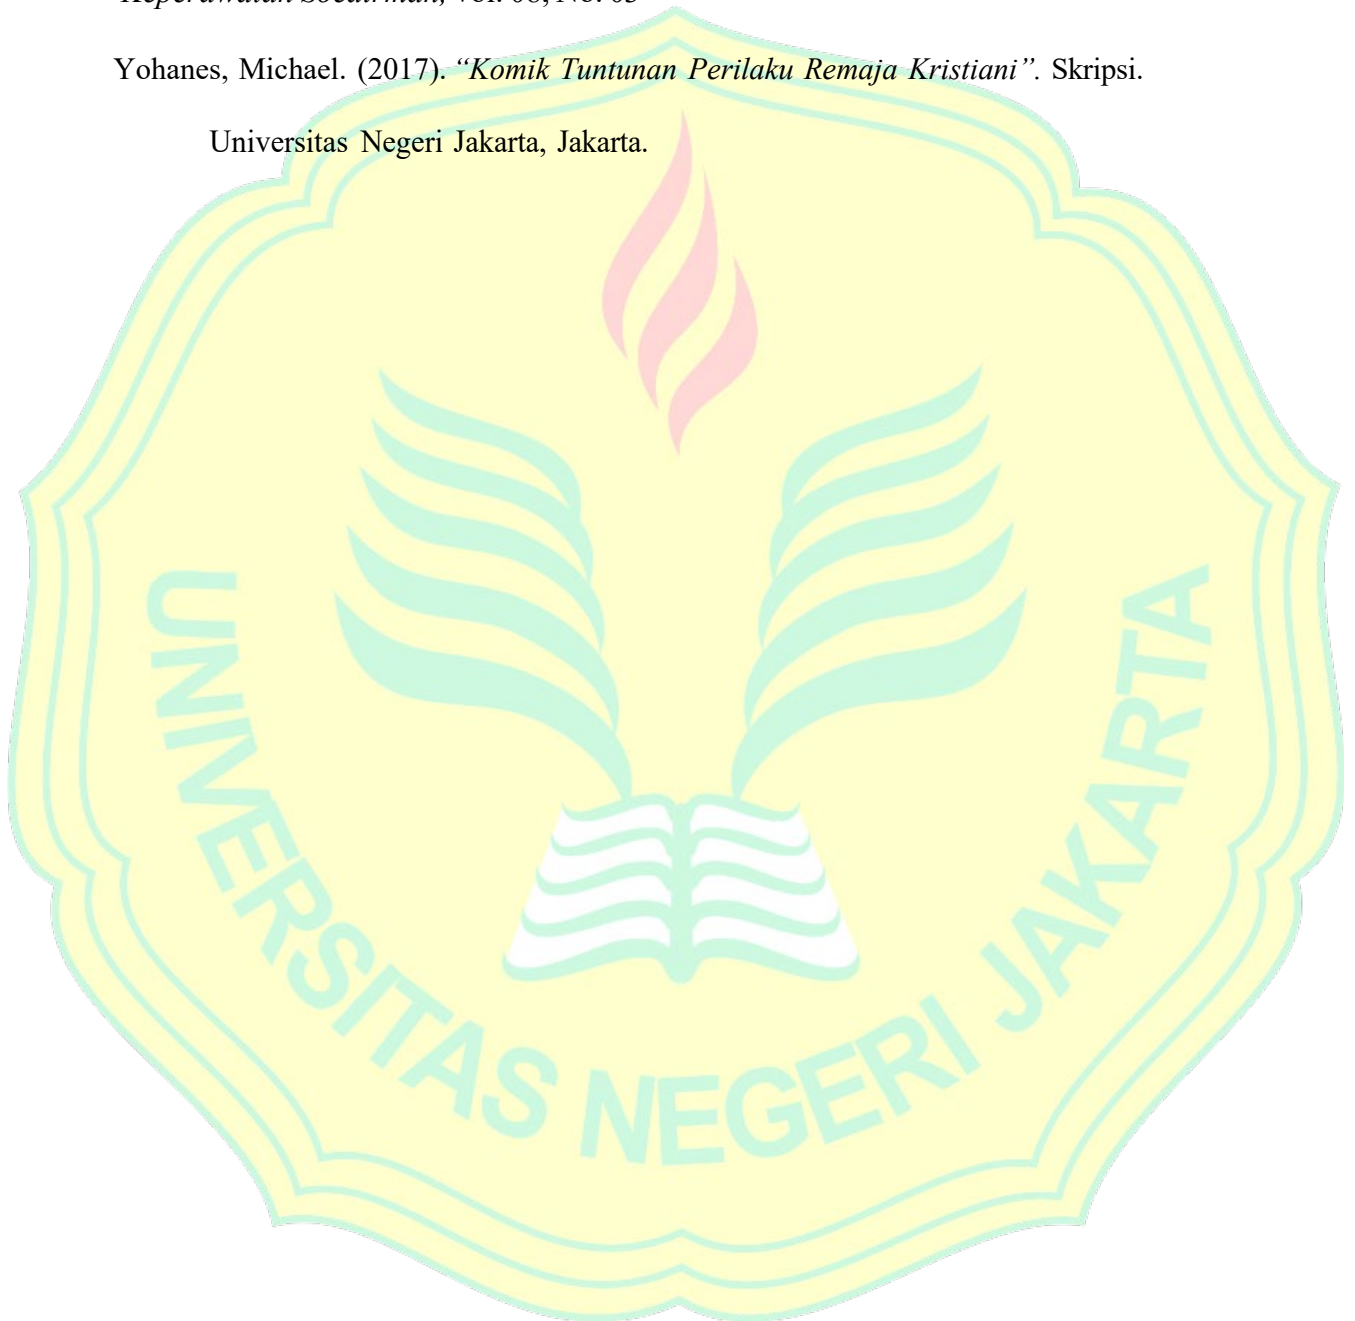 Yohanes, Michael. (2017). “Komik Tuntunan Perilaku Remaja Kristiani”. Skripsi.
Universitas Negeri Jakarta, Jakarta.
UNIVERSITAS NEGERI JAKARTA